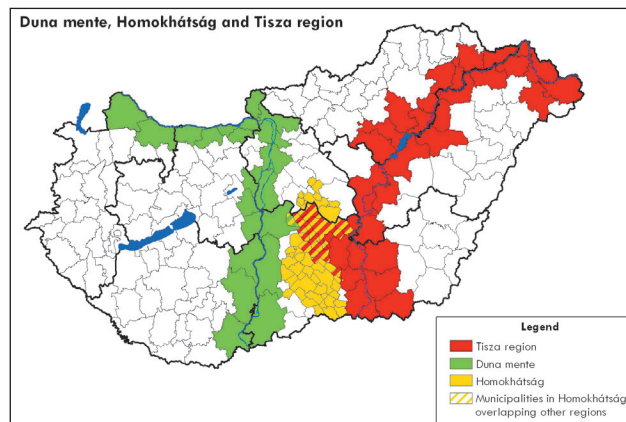 Duna mente, Homokhátság and Tisza region
Legend
Tisza region
Duna mente
Homokhátság
Municipalities in Homokhátság
overlapping other regions